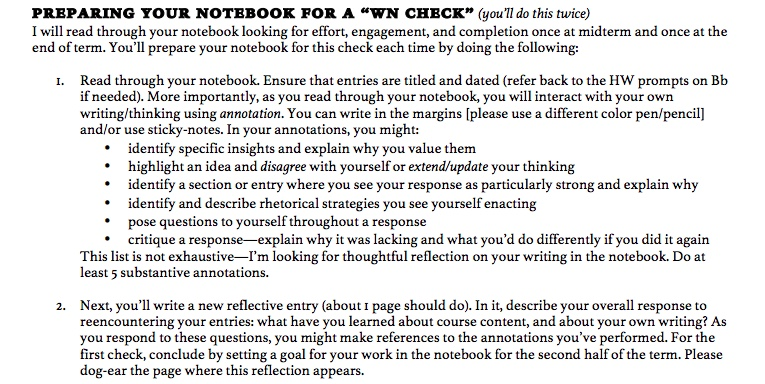 PREPARING YOUR NOTEBOOK FOR A “WN CHECK” (you'll do this twice)
I will read through your notebook looking for effort, engagement, and completion once at midterm and once at the
end of term. You'll prepare your notebook for this check each time by doing the following:
1. Read through your notebook. Ensure that entries are titled and dated (refer back to the HW prompts on Bb
if needed). More importantly, as you read through your notebook, you will interact with your own
writing/thinking using annotation. You can write in the margins [please use a different color pen/pencil]
and/or use sticky-notes. In your annotations, you might:
• identify specific insights and explain why you value them
• highlight an idea and disagree with yourself or extend/update your thinking
• identify a section or entry where you see your response as particularly strong and explain why
• identify and describe rhetorical strategies you see yourself enacting
• pose questions to yourself throughout a response
• critique a response—explain why it was lacking and what you'd do differently if you did it again
This list is not exhaustive—I'm looking for thoughtful reflection on your writing in the notebook. Do at
least 5 substantive annotations.
2. Next, you'll write a new reflective entry (about 1 page should do). In it, describe your overall response to
reencountering your entries: what have you learned about course content, and about your own writing? As
you respond to these questions, you might make references to the annotations you've performed. For the
first check, conclude by setting a goal for your work in the notebook for the second half of the term. Please
dog-ear the page where this reflection appears.